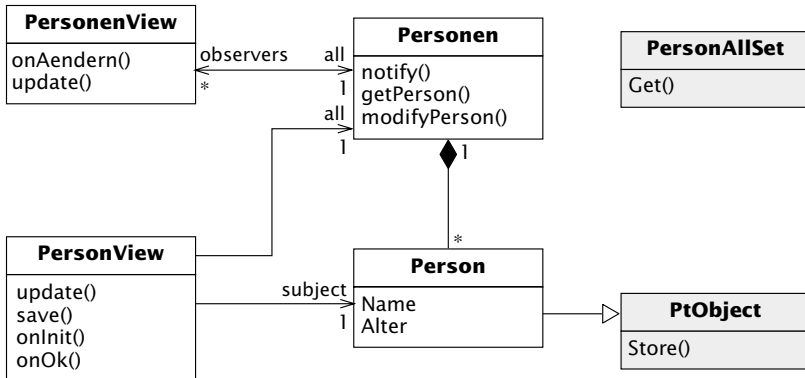 PersonenView
onAendern()
update()
observers
*
all
1
Personen
notify()
getPerson()
modifyPerson()
PersonAllSet
Get()
all
1
1
*
PersonView
update()
save()
onInit()
onOk()
subject
1
Person
Name
Alter
PtObject
Store()